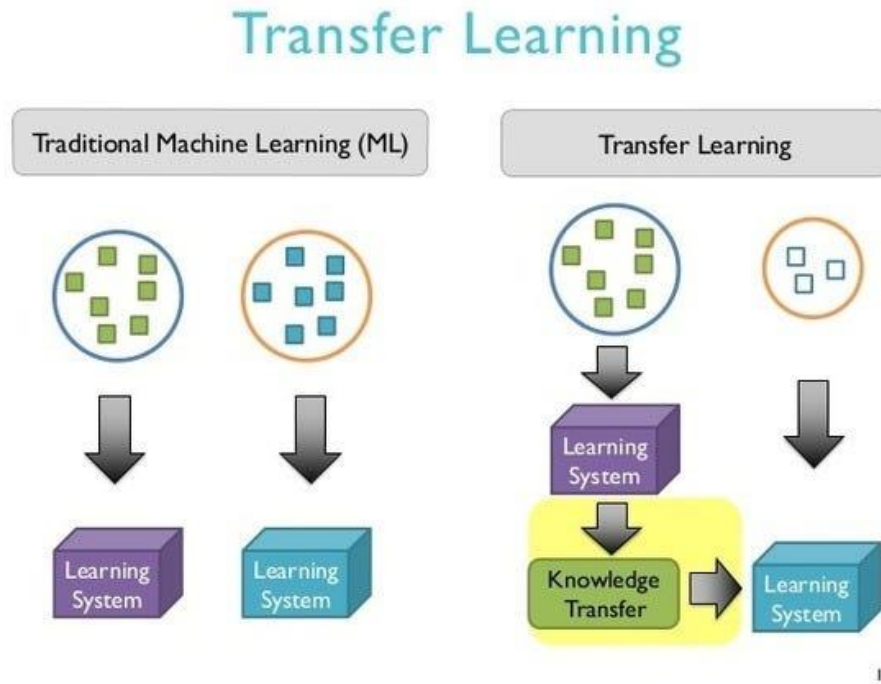 Transfer Learning
Traditional Machine Learning (ML)
Learning
System
Learning
System
Transfer Learning
Learning
System
Knowledge
Transfer
Learning
System